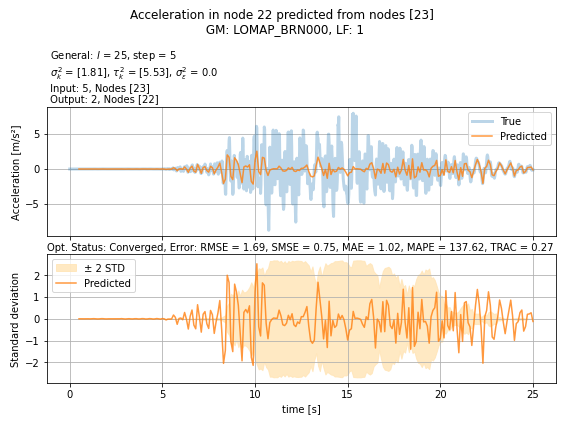 Acceleration in node 22 predicted from nodes [23]
GM: LOMAP_BRN000, LF: 1
General: l = 25, step = 5
σ²ₖ = [1.81], τ²ₖ = [5.53], σ²ε = 0.0
Input: 5, Nodes [23]
Output: 2, Nodes [22]
Acceleration [m/s²]
5
0
−5
True
Predicted
Opt. Status: Converged, Error: RMSE = 1.69, SMSE = 0.75, MAE = 1.02, MAPE = 137.62, TRAC = 0.27
Standard deviation
2
1
0
−1
−2
± 2 STD
Predicted
0 5 10 15 20 25
time [s]